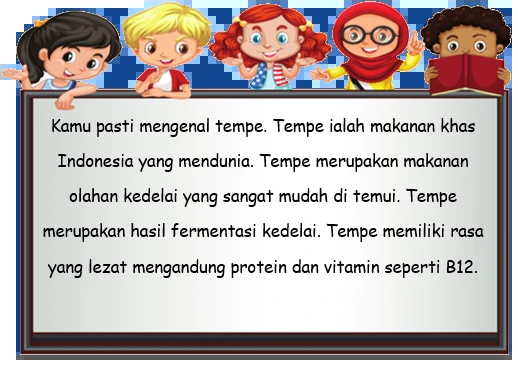 Kamu pasti mengenal tempe. Tempe ialah makanan khas
Indonesia yang mendunia. Tempe merupakan makanan
olahan kedelai yang sangat mudah di temui. Tempe
merupakan hasil fermentasi kedelai. Tempe memiliki rasa
yang lezat mengandung protein dan vitamin seperti B12.